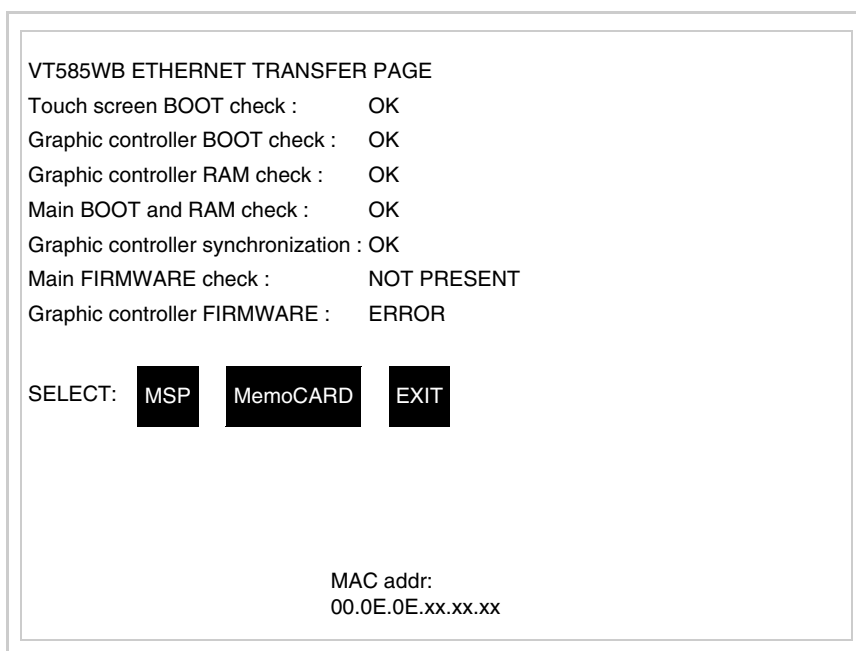 VT585WB ETHERNET TRANSFER PAGE
Touch screen BOOT check : OK
Graphic controller BOOT check : OK
Graphic controller RAM check : OK
Main BOOT and RAM check : OK
Graphic controller synchronization : OK
Main FIRMWARE check : NOT PRESENT
Graphic controller FIRMWARE : ERROR
SELECT: MSP MemoCARD EXIT
MAC addr:
00.0E.0E.xx.xx.xx